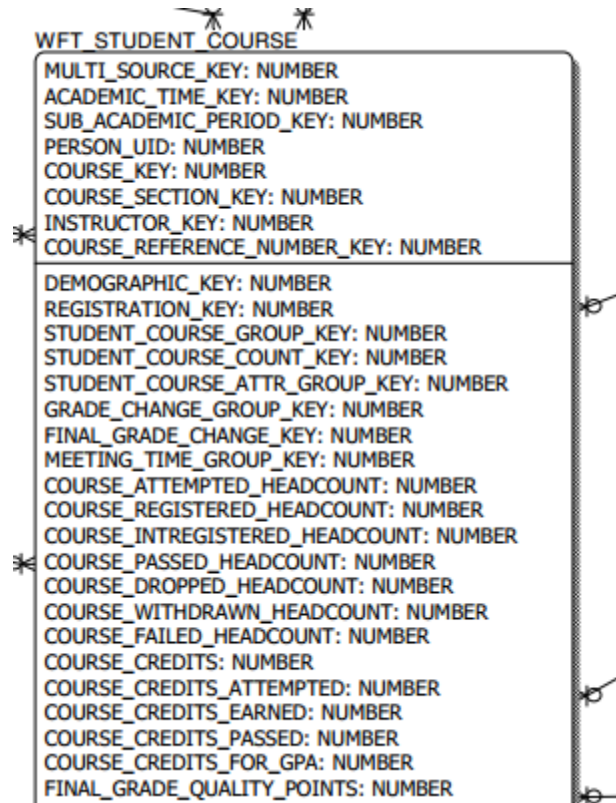 WFT_STUDENT_COURSE
MULTI_SOURCE_KEY: NUMBER
ACADEMIC_TIME_KEY: NUMBER
SUB_ACADEMIC_PERIOD_KEY: NUMBER
PERSON_UID: NUMBER
COURSE_KEY: NUMBER
COURSE_SECTION_KEY: NUMBER
INSTRUCTOR_KEY: NUMBER
COURSE_REFERENCE_NUMBER_KEY: NUMBER
DEMOGRAPHIC_KEY: NUMBER
REGISTRATION_KEY: NUMBER
STUDENT_COURSE_GROUP_KEY: NUMBER
STUDENT_COURSE_COUNT_KEY: NUMBER
STUDENT_COURSE_ATTR_GROUP_KEY: NUMBER
GRADE_CHANGE_GROUP_KEY: NUMBER
FINAL_GRADE_CHANGE_KEY: NUMBER
MEETING_TIME_GROUP_KEY: NUMBER
COURSE_ATTEMPTED_HEADCOUNT: NUMBER
COURSE_REGISTERED_HEADCOUNT: NUMBER
COURSE_INTREGISTERED_HEADCOUNT: NUMBER
COURSE_PASSED_HEADCOUNT: NUMBER
COURSE_DROPPED_HEADCOUNT: NUMBER
COURSE_WITHDRAWN_HEADCOUNT: NUMBER
COURSE_FAILED_HEADCOUNT: NUMBER
COURSE_CREDITS: NUMBER
COURSE_CREDITS_ATTEMPTED: NUMBER
COURSE_CREDITS_EARNED: NUMBER
COURSE_CREDITS_PASSED: NUMBER
COURSE_CREDITS_FOR_GPA: NUMBER
FINAL_GRADE_QUALITY_POINTS: NUMBER